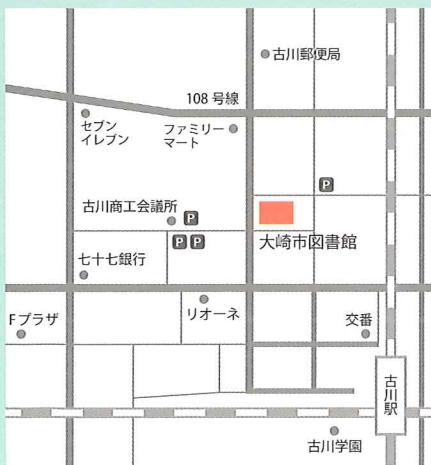 古川郵便局
108 号線
セブン
イレブン
ファミリー
マート
P
古川商工会議所 P
P P
大崎市図書館
七十七銀行
Fプラザ
リオーネ
交番
古川駅
古川学園